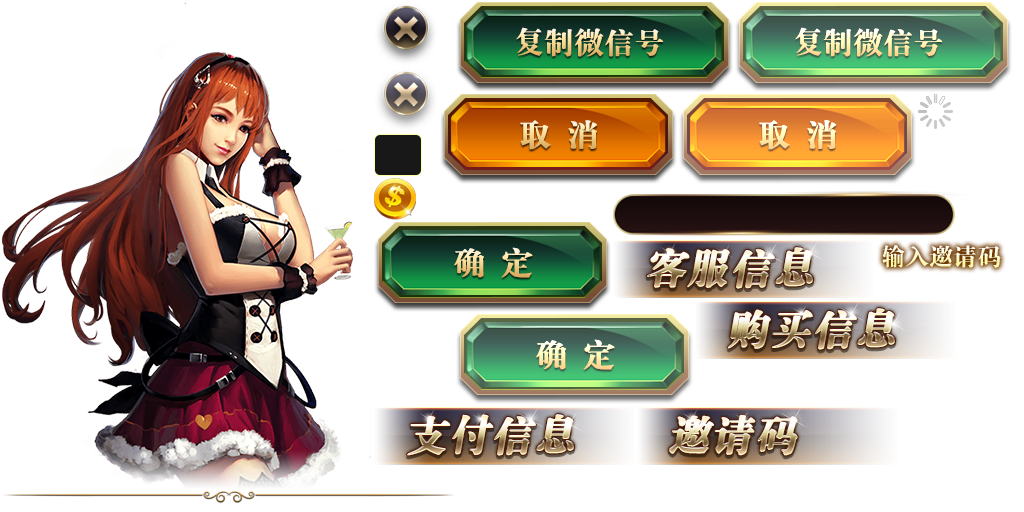 复制微信号
复制微信号
取消
取消
确定
客服信息
输入邀请码
购买信息
确定
支付信息
邀请码